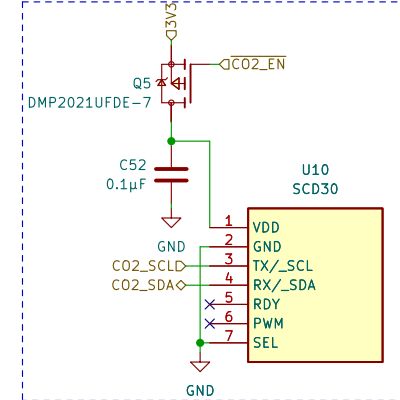 3V3
CO2_EN
Q5
DMP2021UFDE-7
C52
0.1µF
GND
U10
SCD30
1 VDD
2 GND
CO2_SCL 3 TX/_SCL
CO2_SDA 4 RX/_SDA
5 RDY
6 PWM
7 SEL
GND